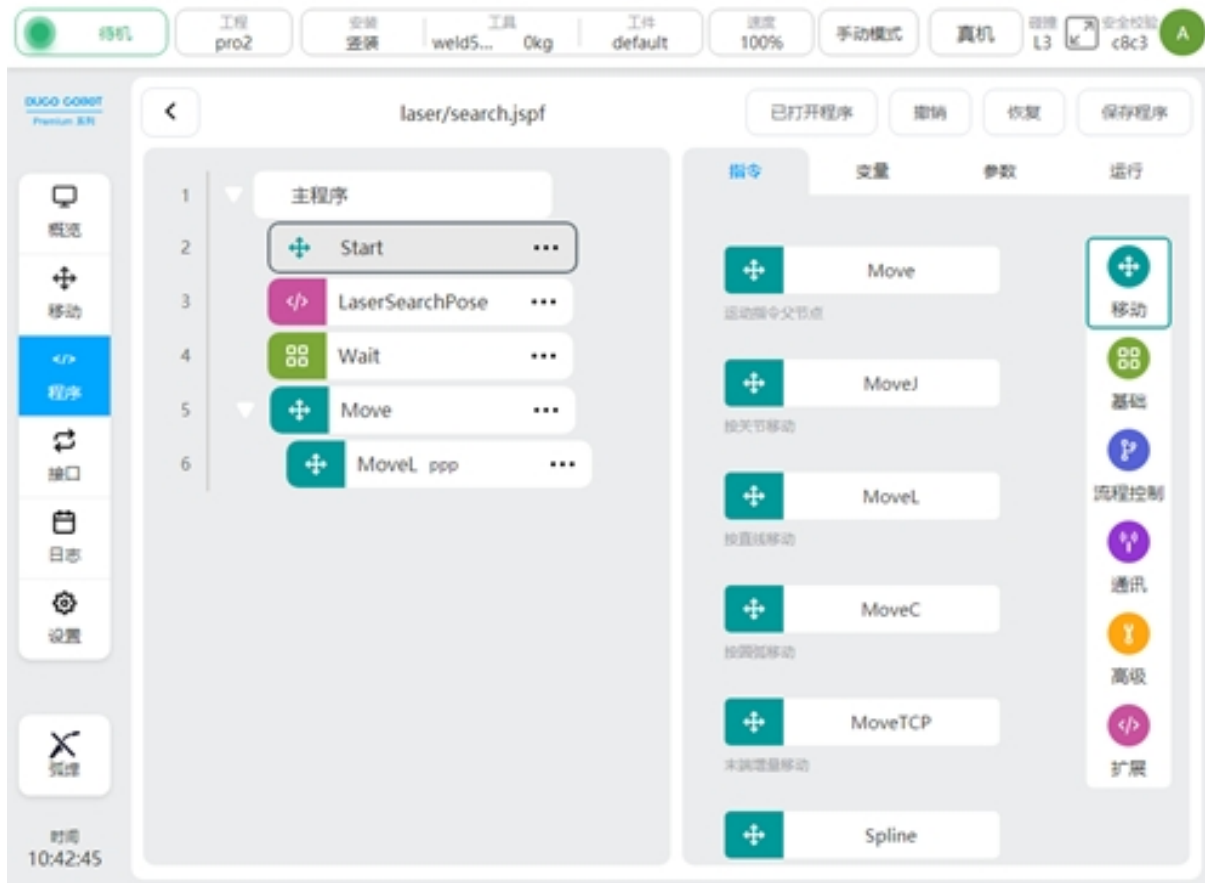 待机
工程
pro2
安装
竖装
工具
weld5... 0kg
工件
default
速度
100%
手动模式
真机
碰撞
L3
安全校验
c8c3
A
DUCO COBOT
Premium 系列
概览
移动
程序
接口
日志
设置
弧焊
时间
10:42:45
laser/search.jspf
已打开程序
撤销
恢复
保存程序
1 主程序
2 Start ...
3 </> LaserSearchPose ...
4 Wait ...
5 Move ...
6 MoveL ppp ...
指令
变量
参数
运行
Move
运动指令父节点
MoveJ
按关节移动
MoveL
按直线移动
MoveC
按圆弧移动
MoveTCP
末端增量移动
Spline
移动
基础
流程控制
通讯
高级
扩展